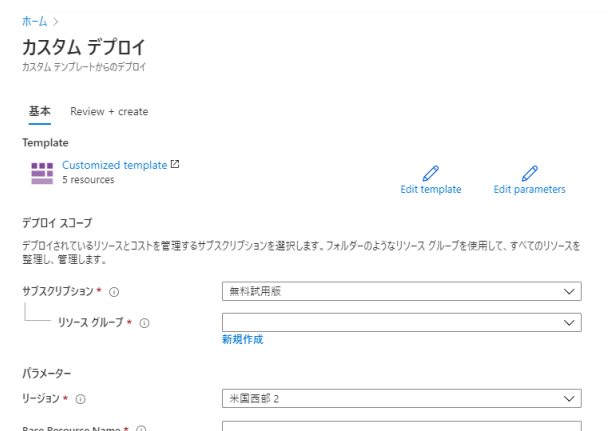 ホーム >
カスタム デプロイ
カスタム テンプレートからのデプロイ
基本 Review + create
Template
Customized template
5 resources
Edit template Edit parameters
デプロイ スコープ
デプロイされているリソースとコストを管理するサブスクリプションを選択します。フォルダーのようなリソース グループを使用して、すべてのリソースを
整理し、管理します。
サブスクリプション * 無料試用版
リソース グループ *
新規作成
パラメーター
リージョン * 米国西部 2
Base Resource Name *